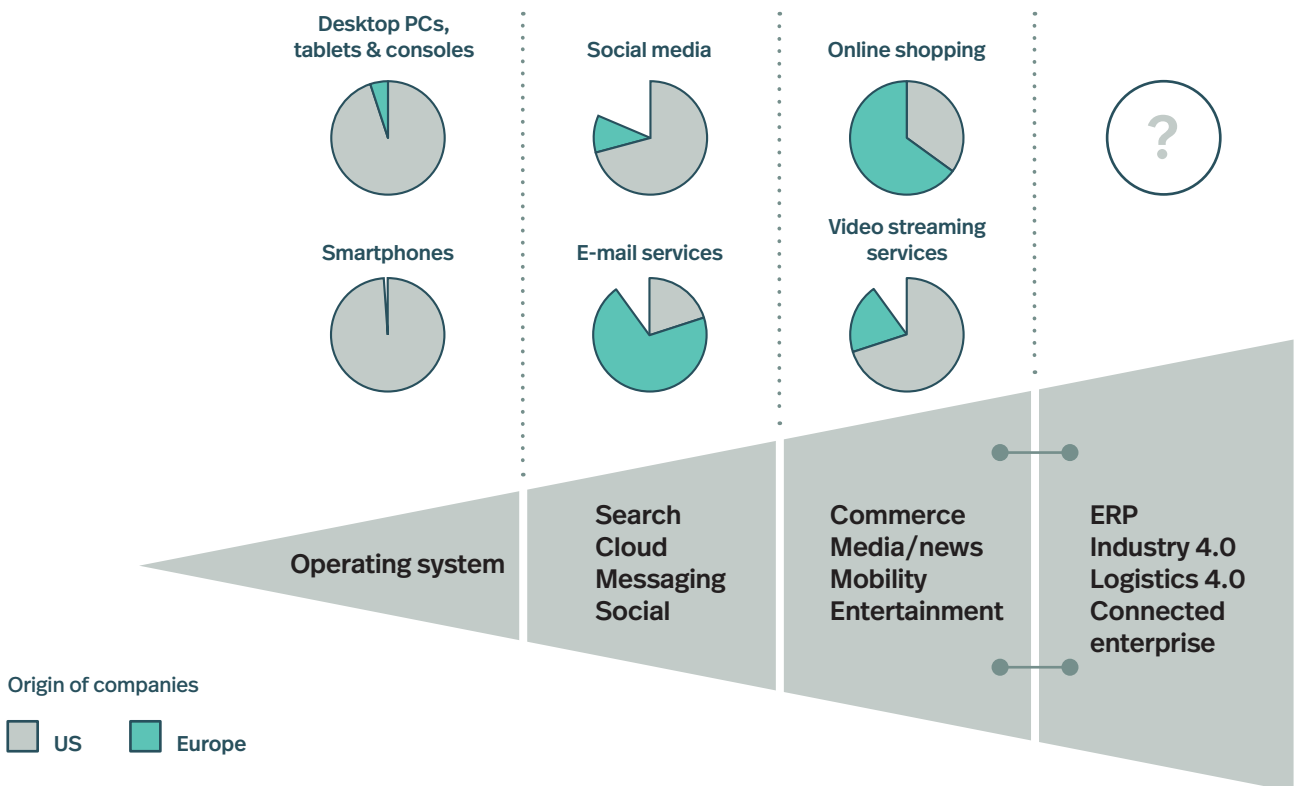 Desktop PCs,
tablets & consoles
Social media
Online shopping
?
Smartphones
E-mail services
Video streaming
services
Operating system
Search
Cloud
Messaging
Social
Commerce
Media/news
Mobility
Entertainment
ERP
Industry 4.0
Logistics 4.0
Connected
enterprise
Origin of companies
US
Europe